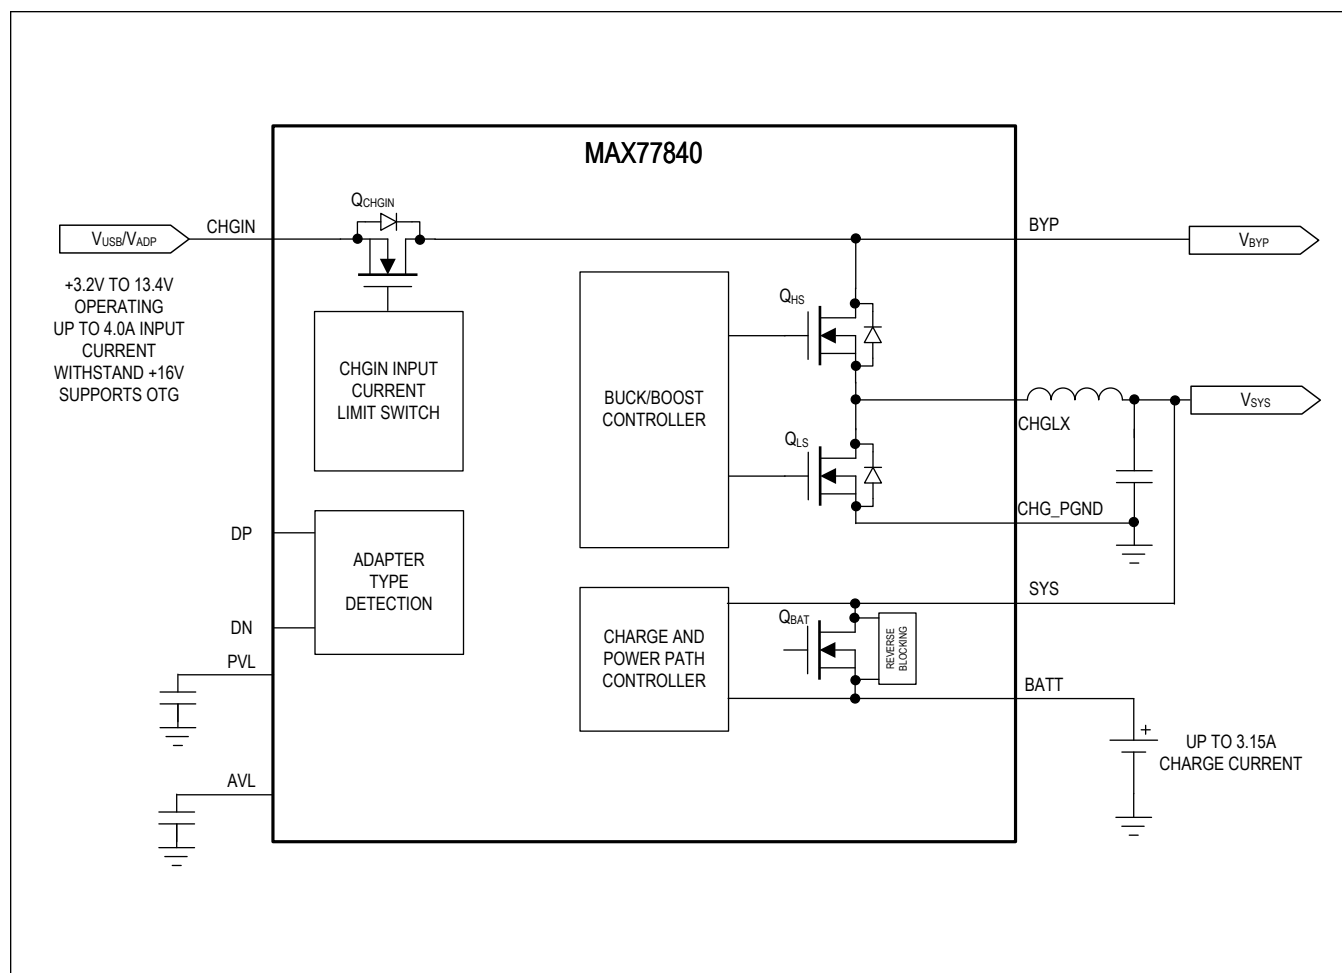 MAX77840
QCHGIN
CHGIN
BYP
VUSB/VADP
VBYP
+3.2V TO 13.4V
OPERATING
UP TO 4.0A INPUT
CURRENT
WITHSTAND +16V
SUPPORTS OTG
CHGIN INPUT
CURRENT
LIMIT SWITCH
BUCK/BOOST
CONTROLLER
QHS
QLS
CHGLX
VSYS
CHG_PGND
DP
DN
ADAPTER
TYPE
DETECTION
PVL
AVL
CHARGE AND
POWER PATH
CONTROLLER
QBAT
REVERSE
BLOCKING
SYS
BATT
+
UP TO 3.15A
CHARGE CURRENT